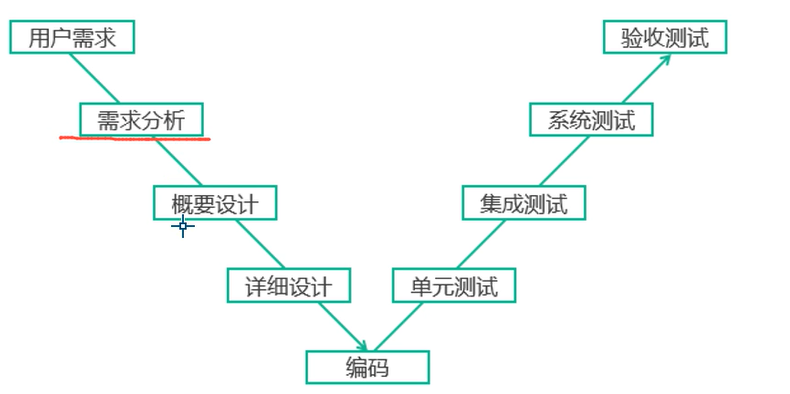 用户需求
验收测试
需求分析
系统测试
概要设计
集成测试
详细设计
单元测试
编码